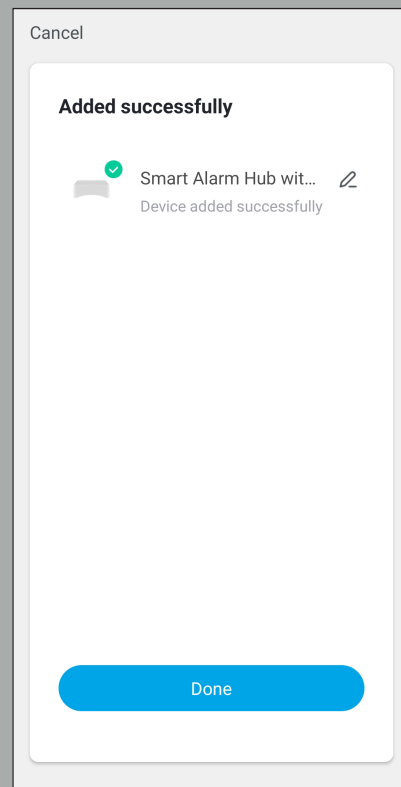 Cancel
Added successfully
Smart Alarm Hub wit...
Device added successfully
Done